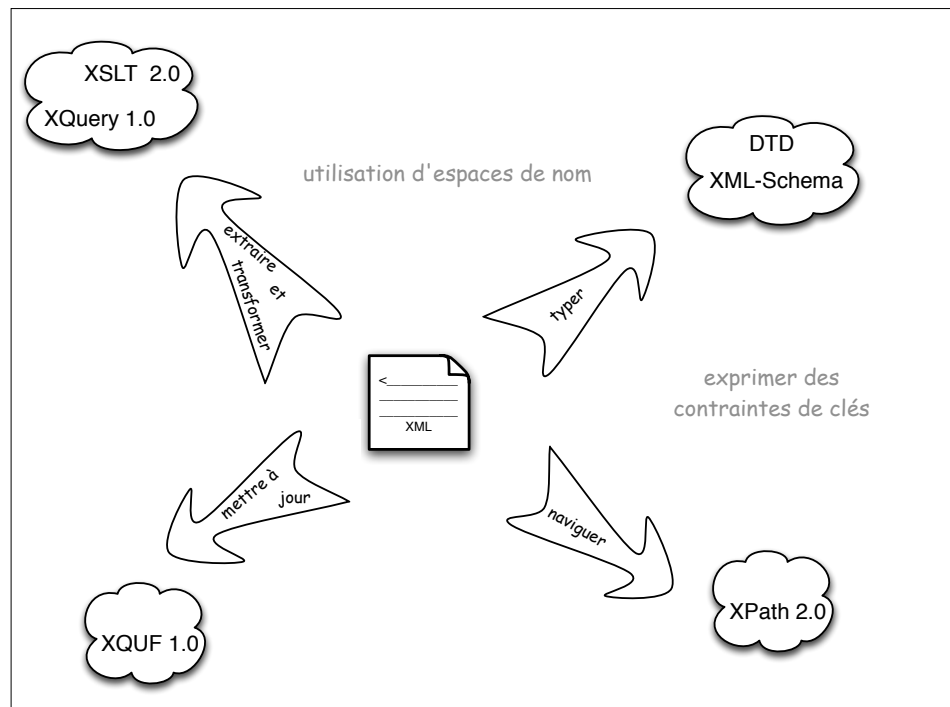 XSLT 2.0
XQuery 1.0
DTD
XML-Schema
utilisation d'espaces de nom
extraire
et
transformer
typer
<
XML
exprimer des
contraintes de clés
mettre à
jour
naviguer
XQUF 1.0
XPath 2.0